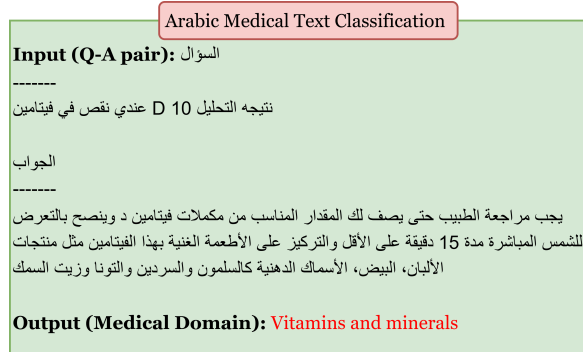 Arabic Medical Text Classification
Input (Q-A pair): السؤال
-------
نتيجه التحليل 10 D عندي نقص في فيتامين
الجواب
-------
يجب مراجعة الطبيب حتى يصف لك المقدار المناسب من مكملات فيتامين د وينصح بالتعرض
للشمس المباشرة مدة 15 دقيقة على الأقل والتركيز على الأطعمة الغنية بهذا الفيتامين مثل منتجات
الألبان، البيض، الأسماك الدهنية كالسلمون والسردين والتونا وزيت السمك
Output (Medical Domain): Vitamins and minerals